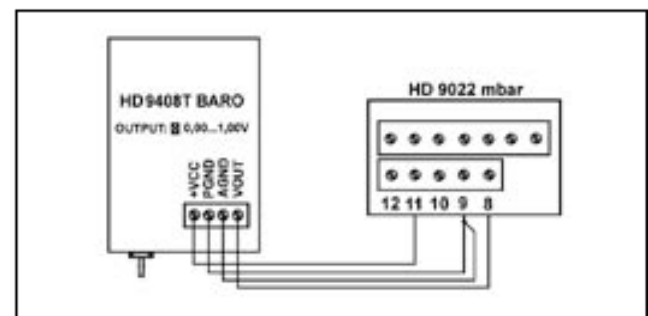 HD9408T BARO
OUTPUT: 0,00...1,00V
+VCC
PGND
AGND
VOUT
HD 9022 mbar
12 11 10 9 8